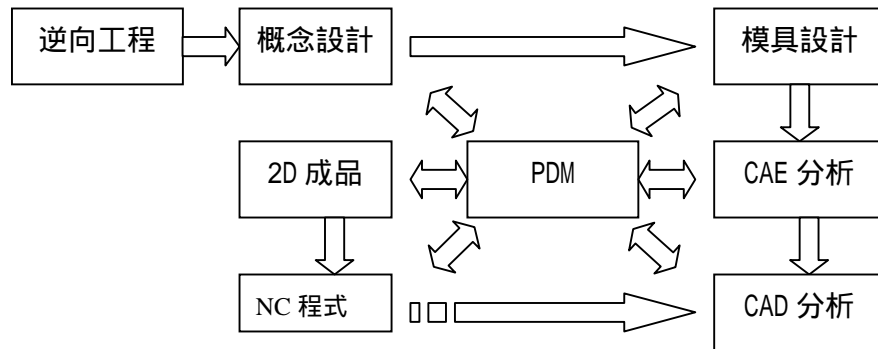 逆向工程
概念設計
模具設計
2D 成品
PDM
CAE 分析
NC 程式
CAD 分析